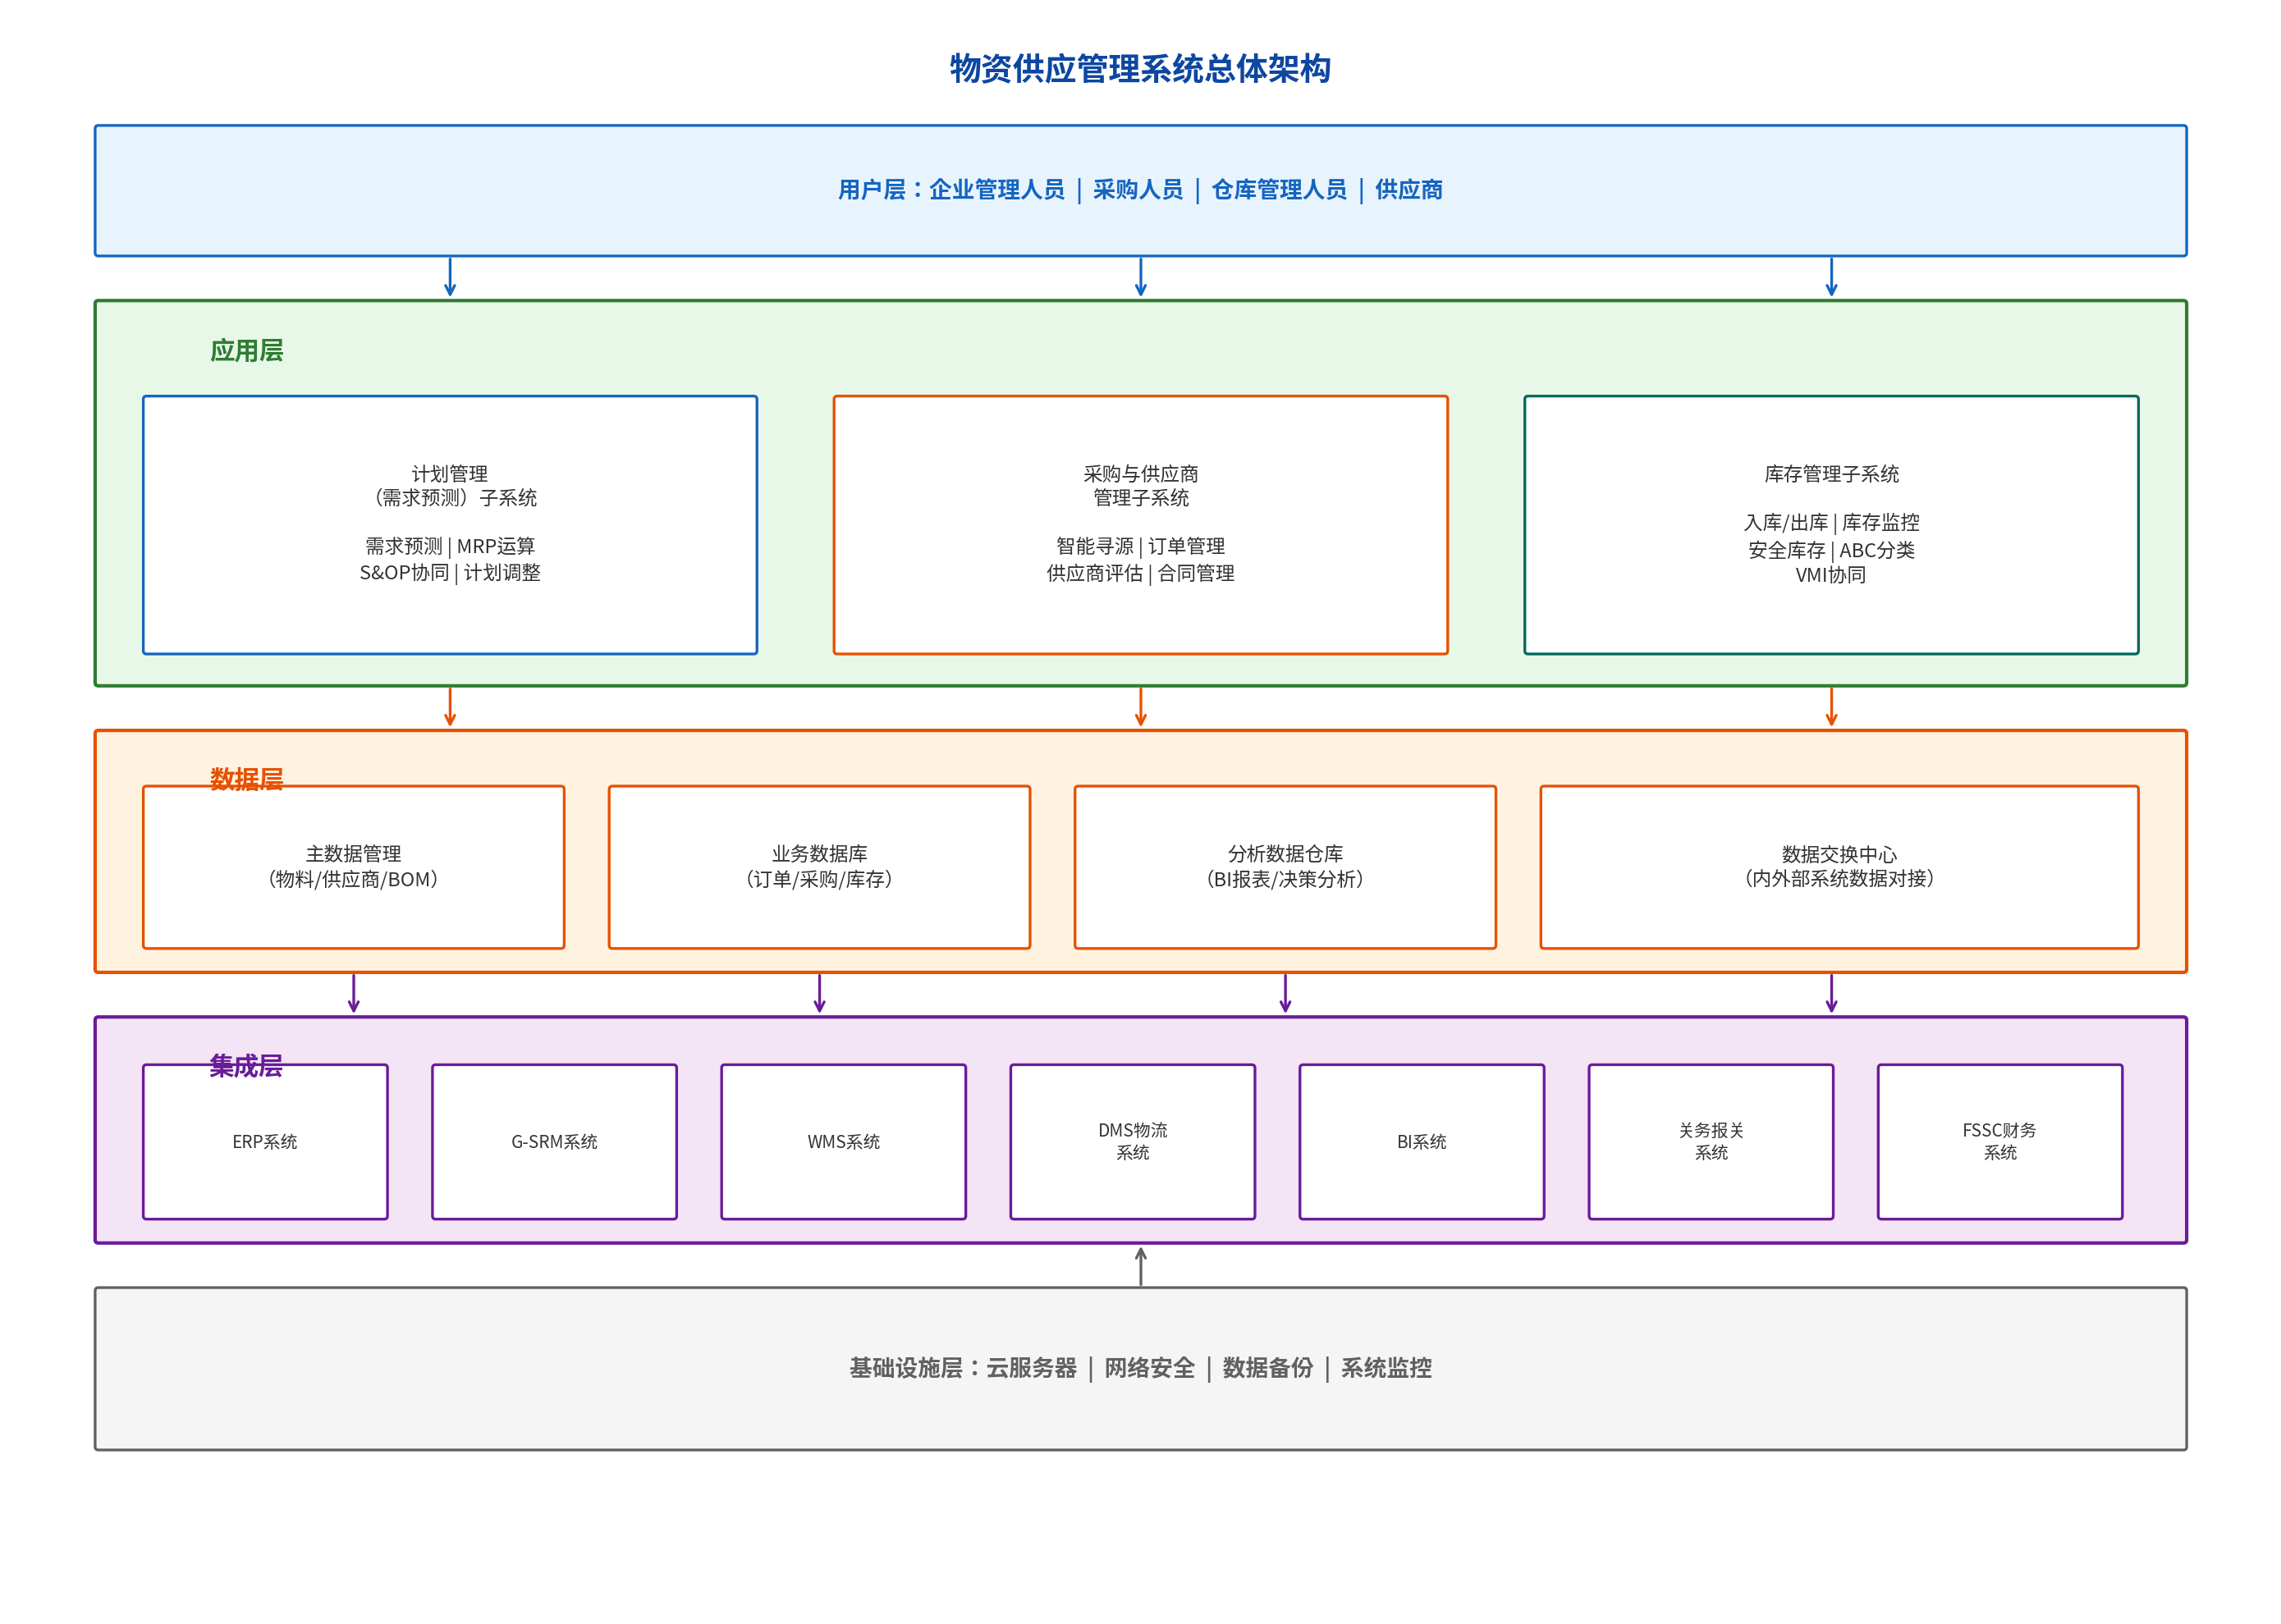 物资供应管理系统总体架构
用户层：企业管理人员 | 采购人员 | 仓库管理人员 | 供应商
应用层
计划管理
（需求预测）子系统
需求预测 | MRP运算
S&OP协同 | 计划调整
采购与供应商
管理子系统
智能寻源 | 订单管理
供应商评估 | 合同管理
库存管理子系统
入库/出库 | 库存监控
安全库存 | ABC分类
VMI协同
数据层
主数据管理
（物料/供应商/BOM）
业务数据库
（订单/采购/库存）
分析数据仓库
（BI报表/决策分析）
数据交换中心
（内外部系统数据对接）
集成层
ERP系统
G-SRM系统
WMS系统
DMS物流
系统
BI系统
关务报关
系统
FSSC财务
系统
基础设施层：云服务器 | 网络安全 | 数据备份 | 系统监控